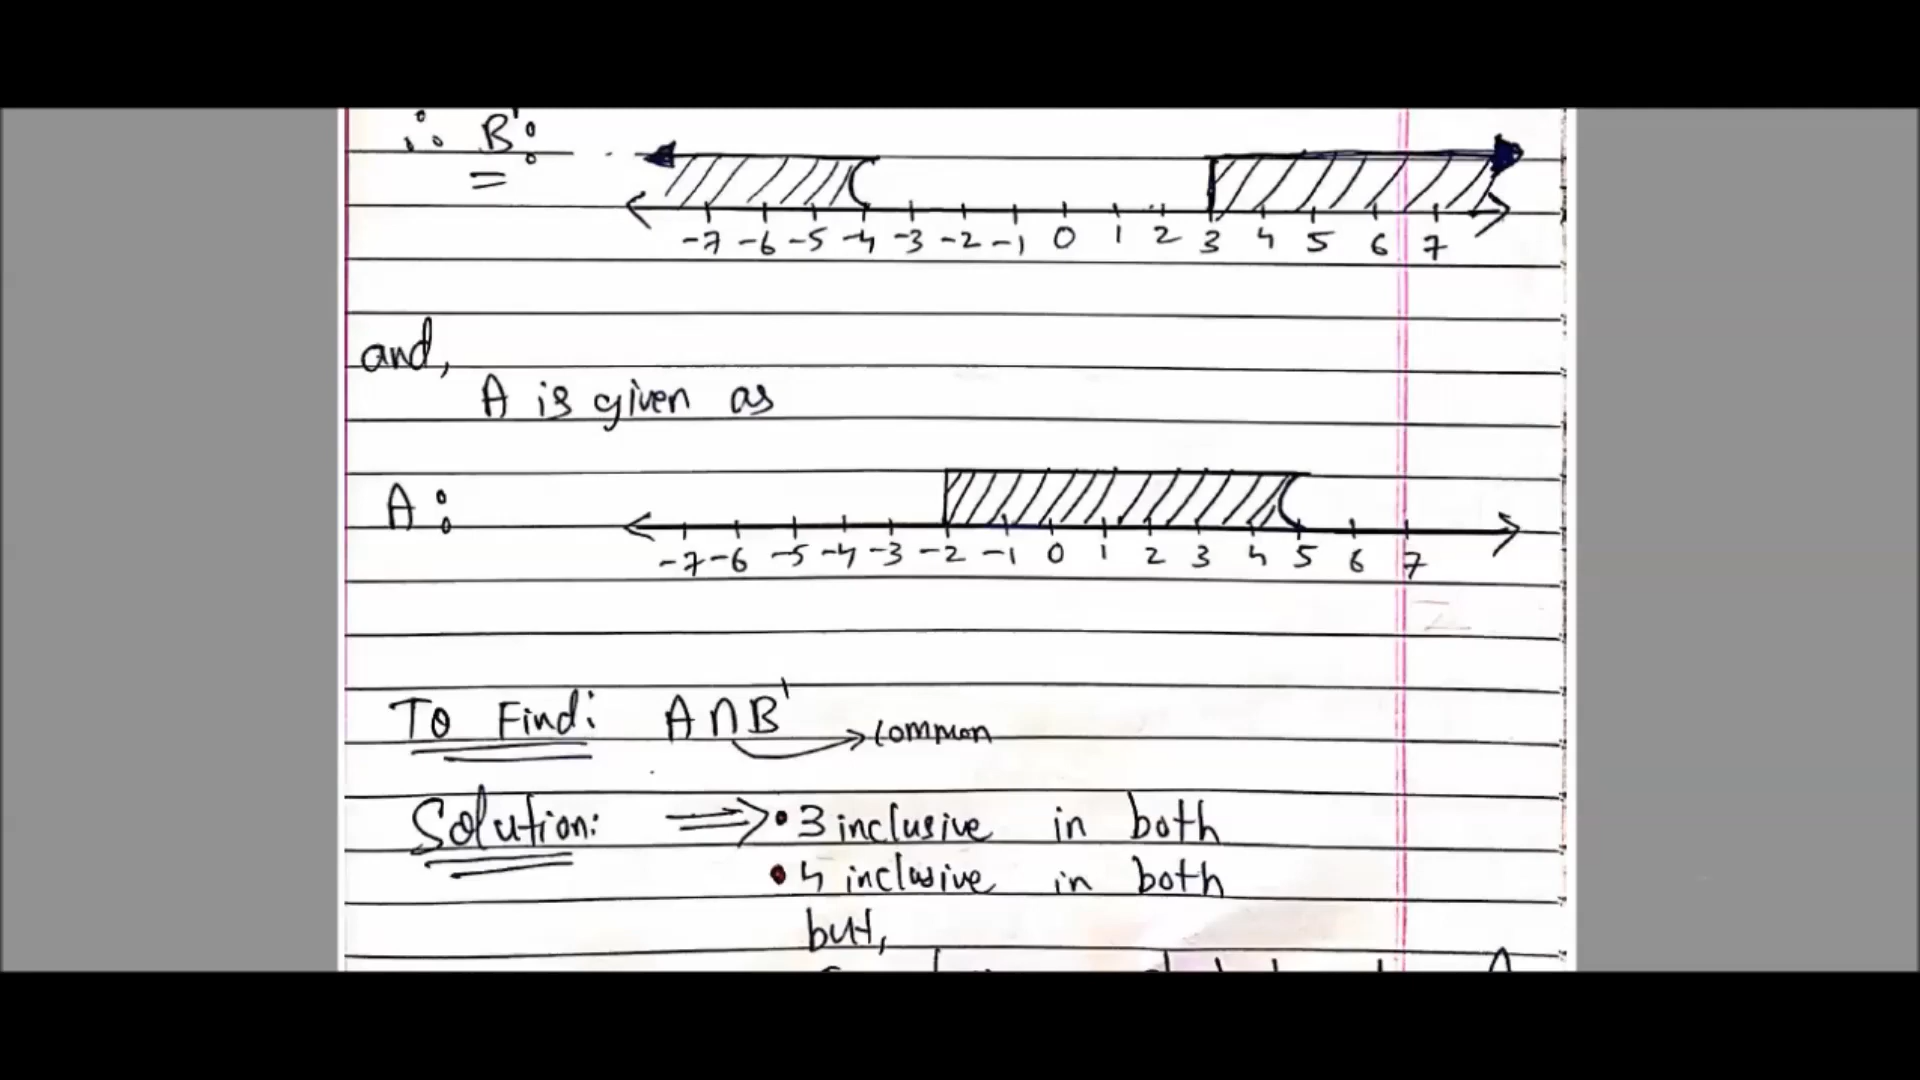 ∴ B':
-7 -6 -5 -4 -3 -2 -1 0 1 2 3 4 5 6 7
and,
A is given as
A :
-7 -6 -5 -4 -3 -2 -1 0 1 2 3 4 5 6 7
To Find: A∩B' → common
Solution: ⇒ • 3 inclusive in both
• 4 inclusive in both
but,